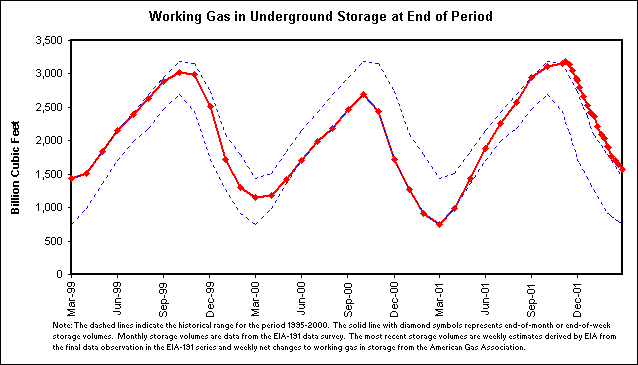 Working Gas in Underground Storage at End of Period
Billion Cubic Feet
3,500
3,000
2,500
2,000
1,500
1,000
500
0
Mar-99
Jun-99
Sep-99
Dec-99
Mar-00
Jun-00
Sep-00
Dec-00
Mar-01
Jun-01
Sep-01
Dec-01
Note: The dashed lines indicate the historical range for the period 1995-2000. The solid line with diamond symbols represents end-of-month or end-of-week
storage volumes. Monthly storage volumes are data from the EIA-191 data survey. The most recent storage volumes are weekly estimates derived by EIA from
the final data observation in the EIA-191 series and weekly net changes to working gas in storage from the American Gas Association.